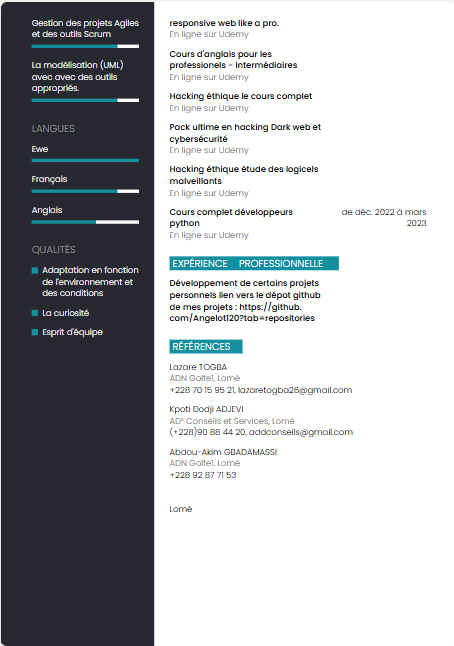 Gestion des projets Agiles
et des outils Scrum
La modélisation (UML)
avec avec des outils
appropriés.
LANGUES
Ewe
Français
Anglais
QUALITÉS
Adaptation en fonction
de l'environnement et
des conditions
La curiosité
Esprit d'équipe
responsive web like a pro.
En ligne sur Udemy
Cours d'anglais pour les
professionels - intermédiaires
En ligne sur Udemy
Hacking éthique le cours complet
En ligne sur Udemy
Pack ultime en hacking Dark web et
cybersécurité
En ligne sur Udemy
Hacking éthique étude des logicels
malveillants
En ligne sur Udemy
Cours complet développeurs
python
de déc. 2022 à mars
2023
En ligne sur Udemy
EXPÉRIENCE PROFESSIONNELLE
Développement de certains projets
personnels lien vers le dépot github
de mes projets : https://github.
com/Angelot120?tab=repositories
RÉFÉRENCES
Lazare TOGBA
ADN Golfe1, Lomé
+228 70 15 95 21, lazaretogba26@gmail.com
Kpoti Dodji ADJEVI
AD² Conseils et Services, Lomé
(+228)90 88 44 20, addconseils@gmail.com
Abdou-Akim GBADAMASSI
ADN Golfe1, Lomé
+228 92 87 71 53
Lomé